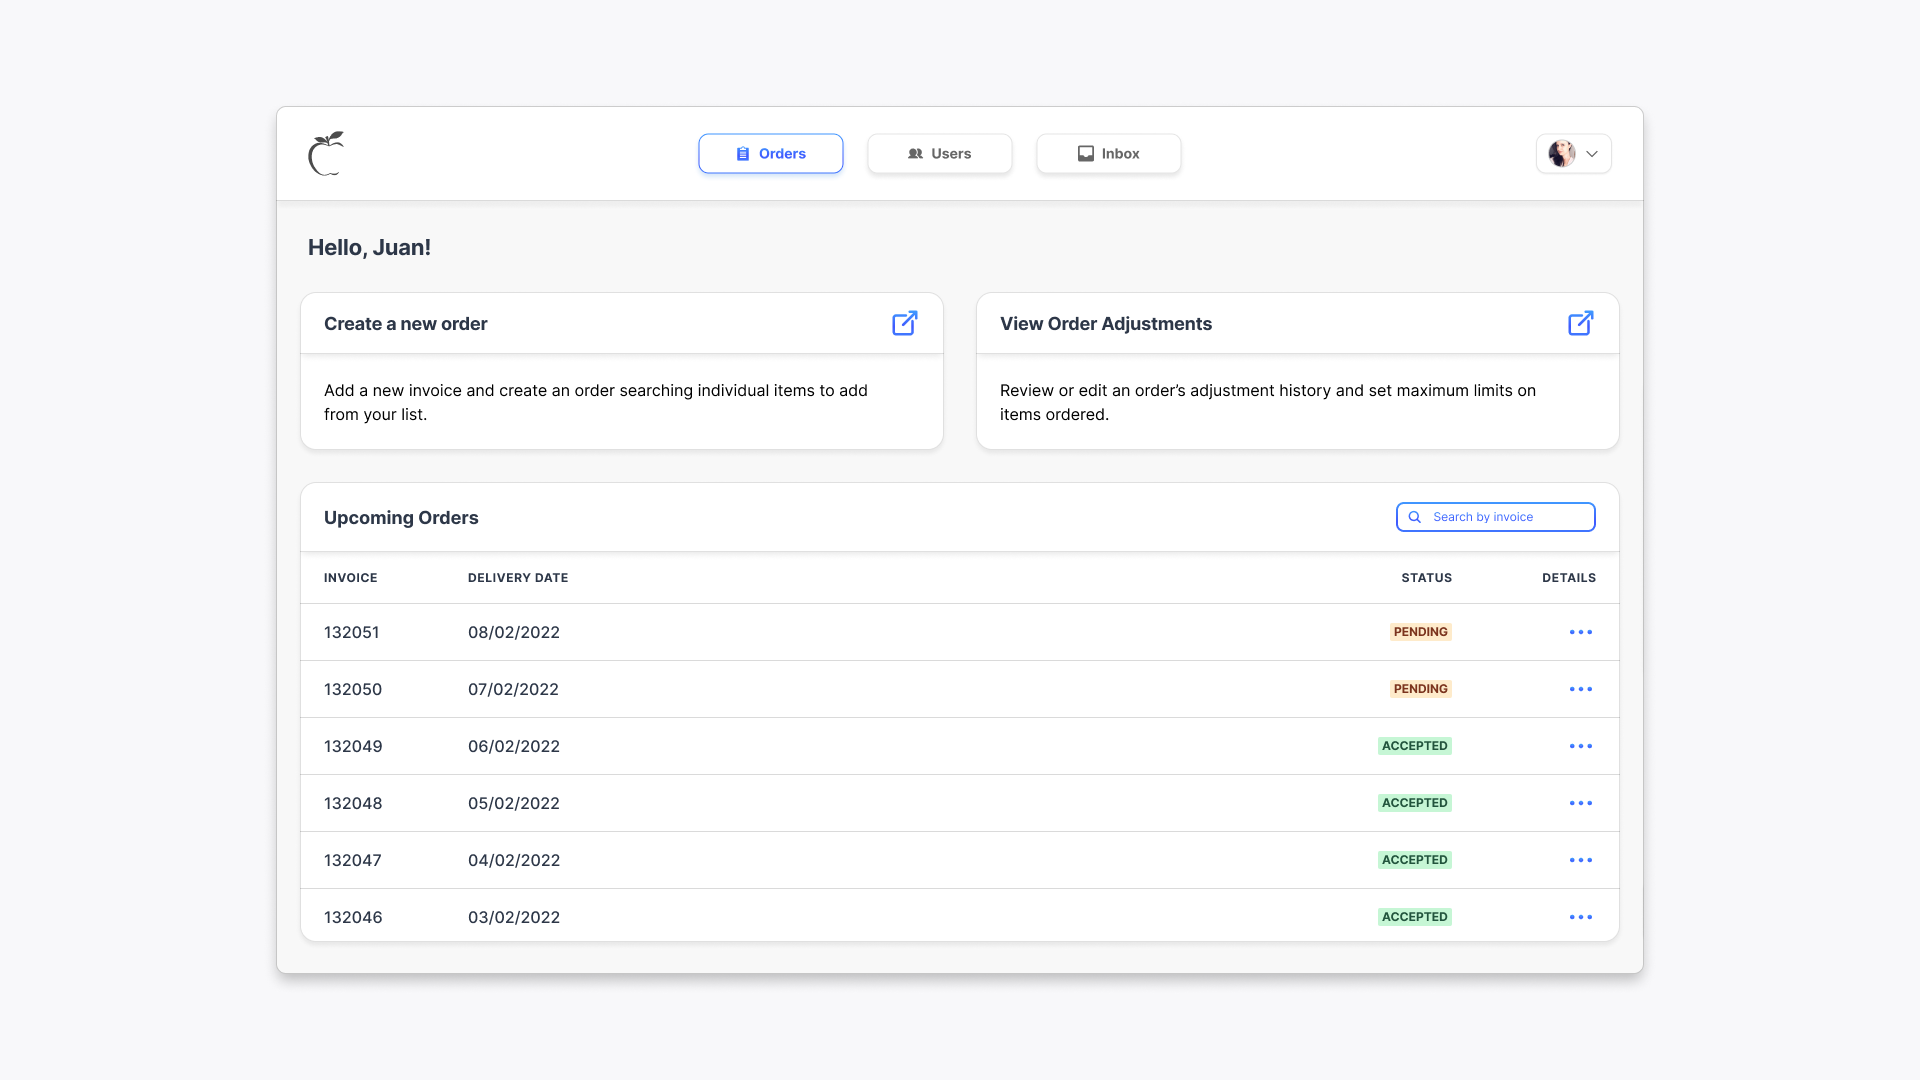 Orders
Users
Inbox
Hello, Juan!
Create a new order
Add a new invoice and create an order searching individual items to add
from your list.
View Order Adjustments
Review or edit an order’s adjustment history and set maximum limits on
items ordered.
Upcoming Orders
Search by invoice
INVOICE DELIVERY DATE STATUS DETAILS
132051 08/02/2022 PENDING
132050 07/02/2022 PENDING
132049 06/02/2022 ACCEPTED
132048 05/02/2022 ACCEPTED
132047 04/02/2022 ACCEPTED
132046 03/02/2022 ACCEPTED